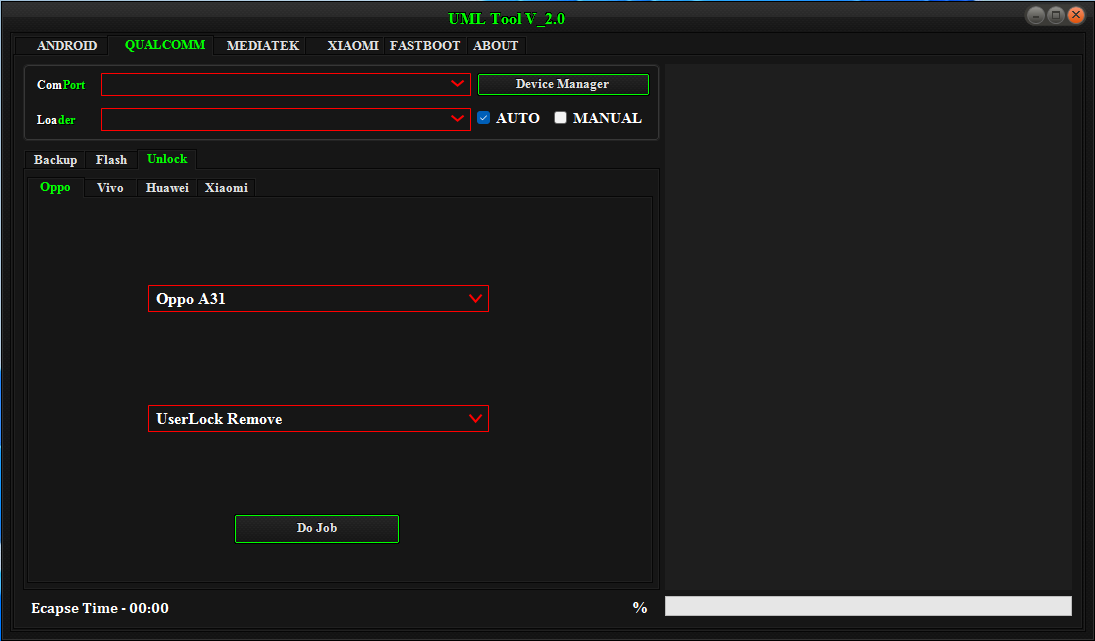 UML Tool V_2.0
ANDROID QUALCOMM MEDIATEK XIAOMI FASTBOOT ABOUT
ComPort Device Manager
Loader AUTO MANUAL
Backup Flash Unlock
Oppo Vivo Huawei Xiaomi
Oppo A31
UserLock Remove
Do Job
Ecapse Time - 00:00 %